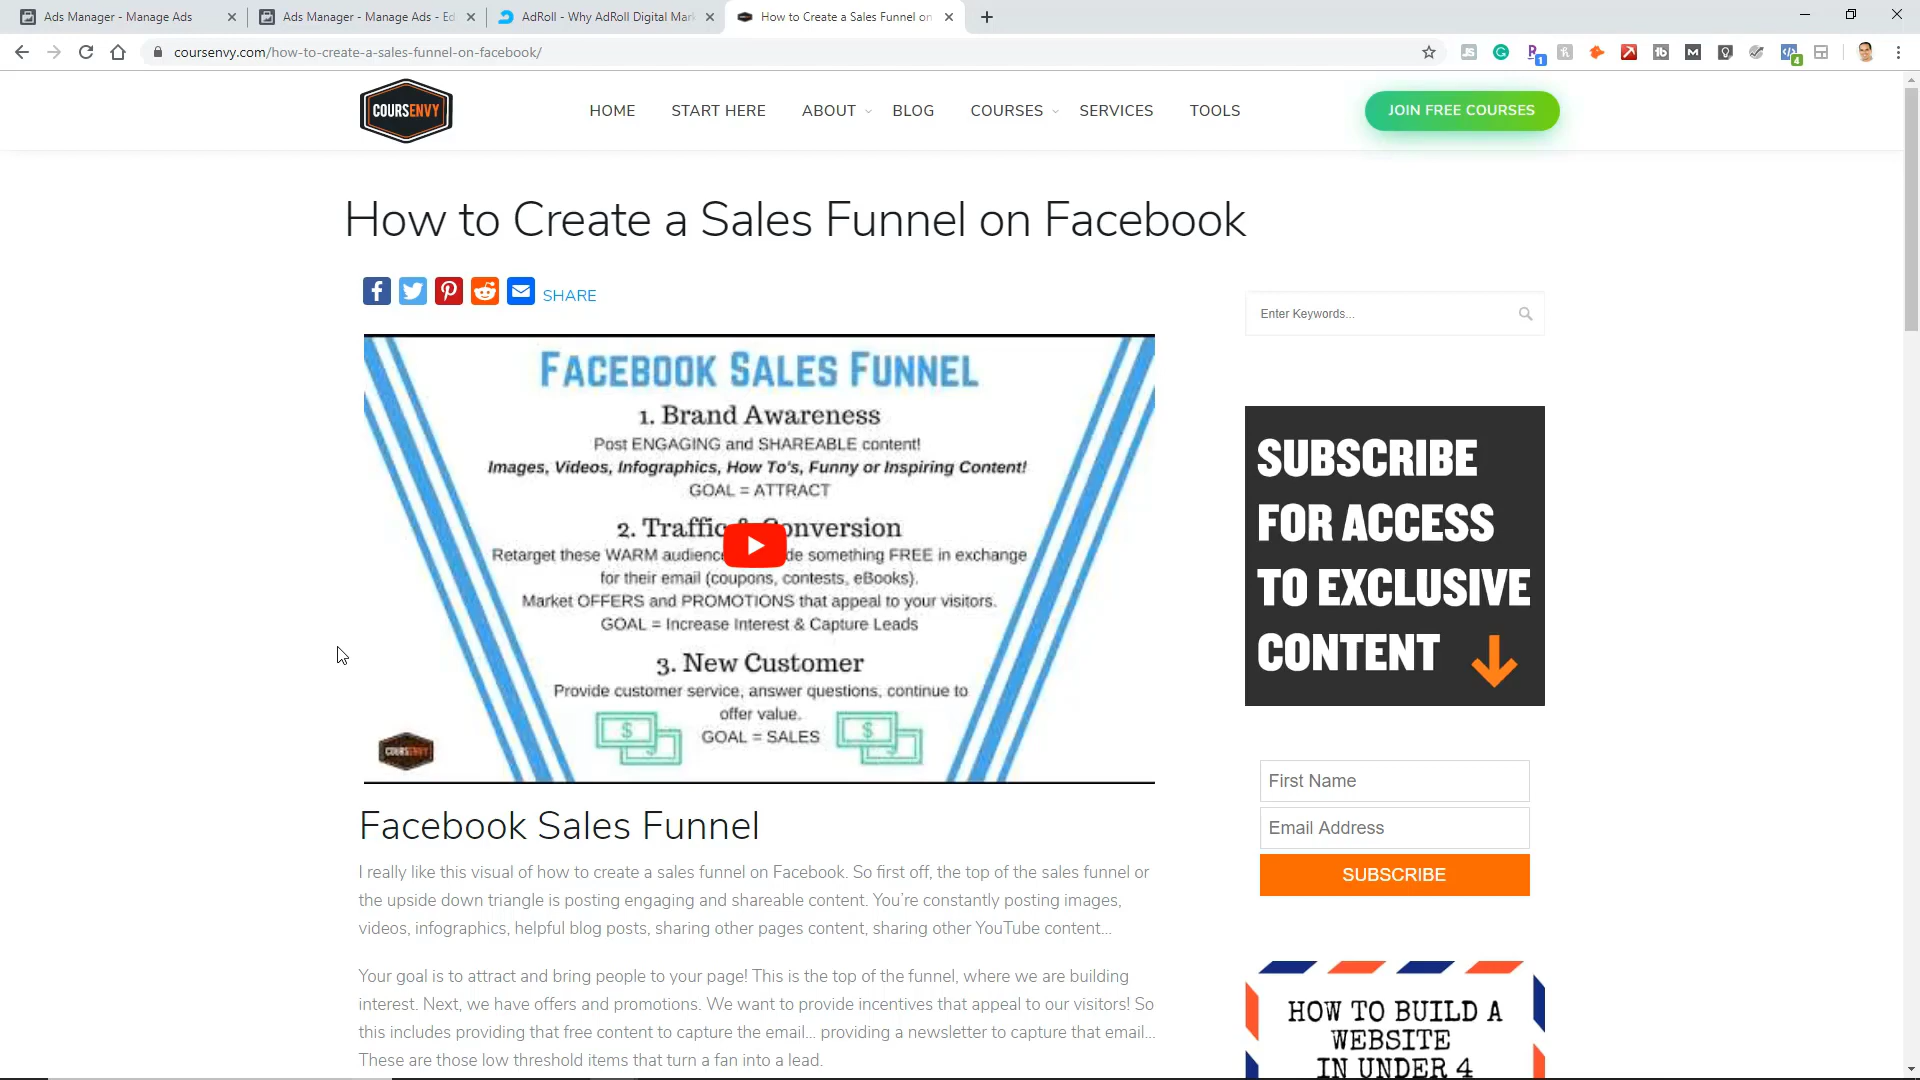 Ads Manager - Manage Ads
Ads Manager - Manage Ads - Ed
AdRoll - Why AdRoll Digital Mark
How to Create a Sales Funnel on
coursenvy.com/how-to-create-a-sales-funnel-on-facebook/
COURSENVY
HOME
START HERE
ABOUT
BLOG
COURSES
SERVICES
TOOLS
JOIN FREE COURSES
How to Create a Sales Funnel on Facebook
SHARE
Enter Keywords...
FACEBOOK SALES FUNNEL
1. Brand Awareness
Post ENGAGING and SHAREABLE content!
Images, Videos, Infographics, How To's, Funny or Inspiring Content!
GOAL = ATTRACT
2. Traffic & Conversion
Retarget these WARM audience de something FREE in exchange
for their email (coupons, contests, eBooks).
Market OFFERS and PROMOTIONS that appeal to your visitors.
GOAL = Increase Interest & Capture Leads
3. New Customer
Provide customer service, answer questions, continue to
offer value.
GOAL = SALES
COURSENVY
SUBSCRIBE
FOR ACCESS
TO EXCLUSIVE
CONTENT
First Name
Email Address
SUBSCRIBE
Facebook Sales Funnel
I really like this visual of how to create a sales funnel on Facebook. So first off, the top of the sales funnel or
the upside down triangle is posting engaging and shareable content. You're constantly posting images,
videos, infographics, helpful blog posts, sharing other pages content, sharing other YouTube content...
Your goal is to attract and bring people to your page! This is the top of the funnel, where we are building
interest. Next, we have offers and promotions. We want to provide incentives that appeal to our visitors! So
this includes providing that free content to capture the email... providing a newsletter to capture that email...
These are those low threshold items that turn a fan into a lead.
HOW TO BUILD A
WEBSITE
IN UNDER 4